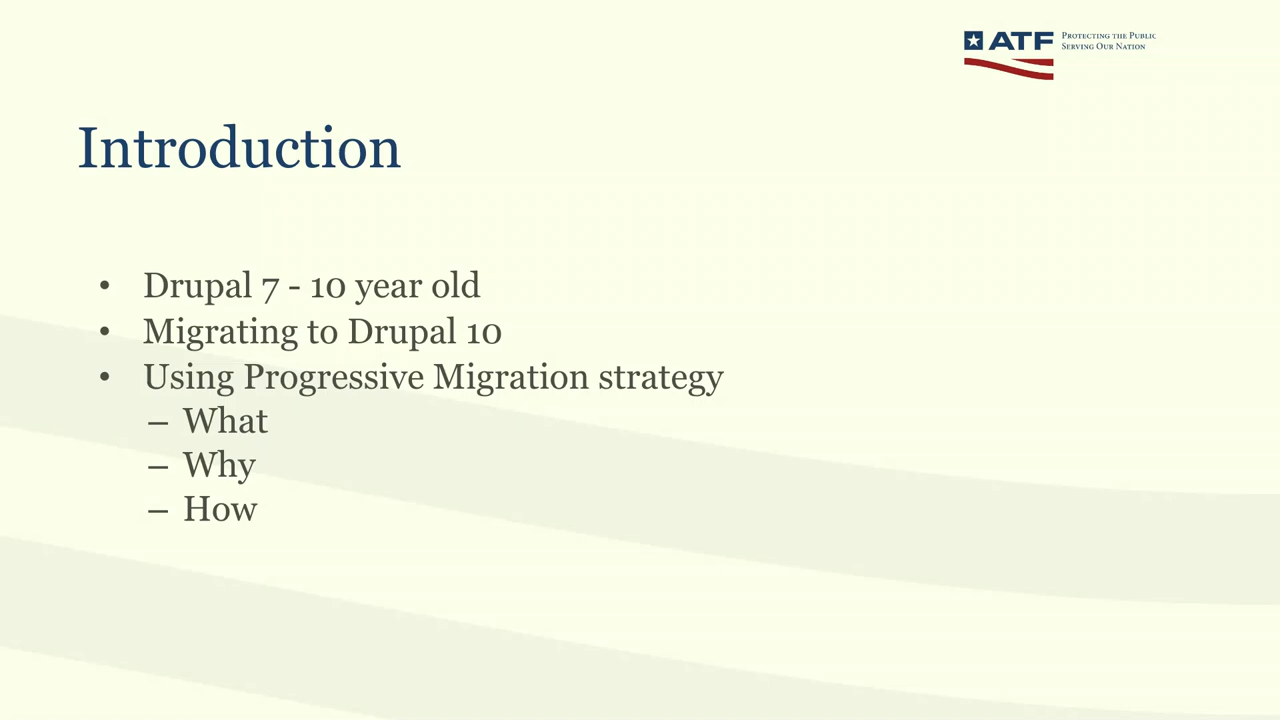 ATF
PROTECTING THE PUBLIC
SERVING OUR NATION
Introduction
• Drupal 7 - 10 year old
• Migrating to Drupal 10
• Using Progressive Migration strategy
– What
– Why
– How